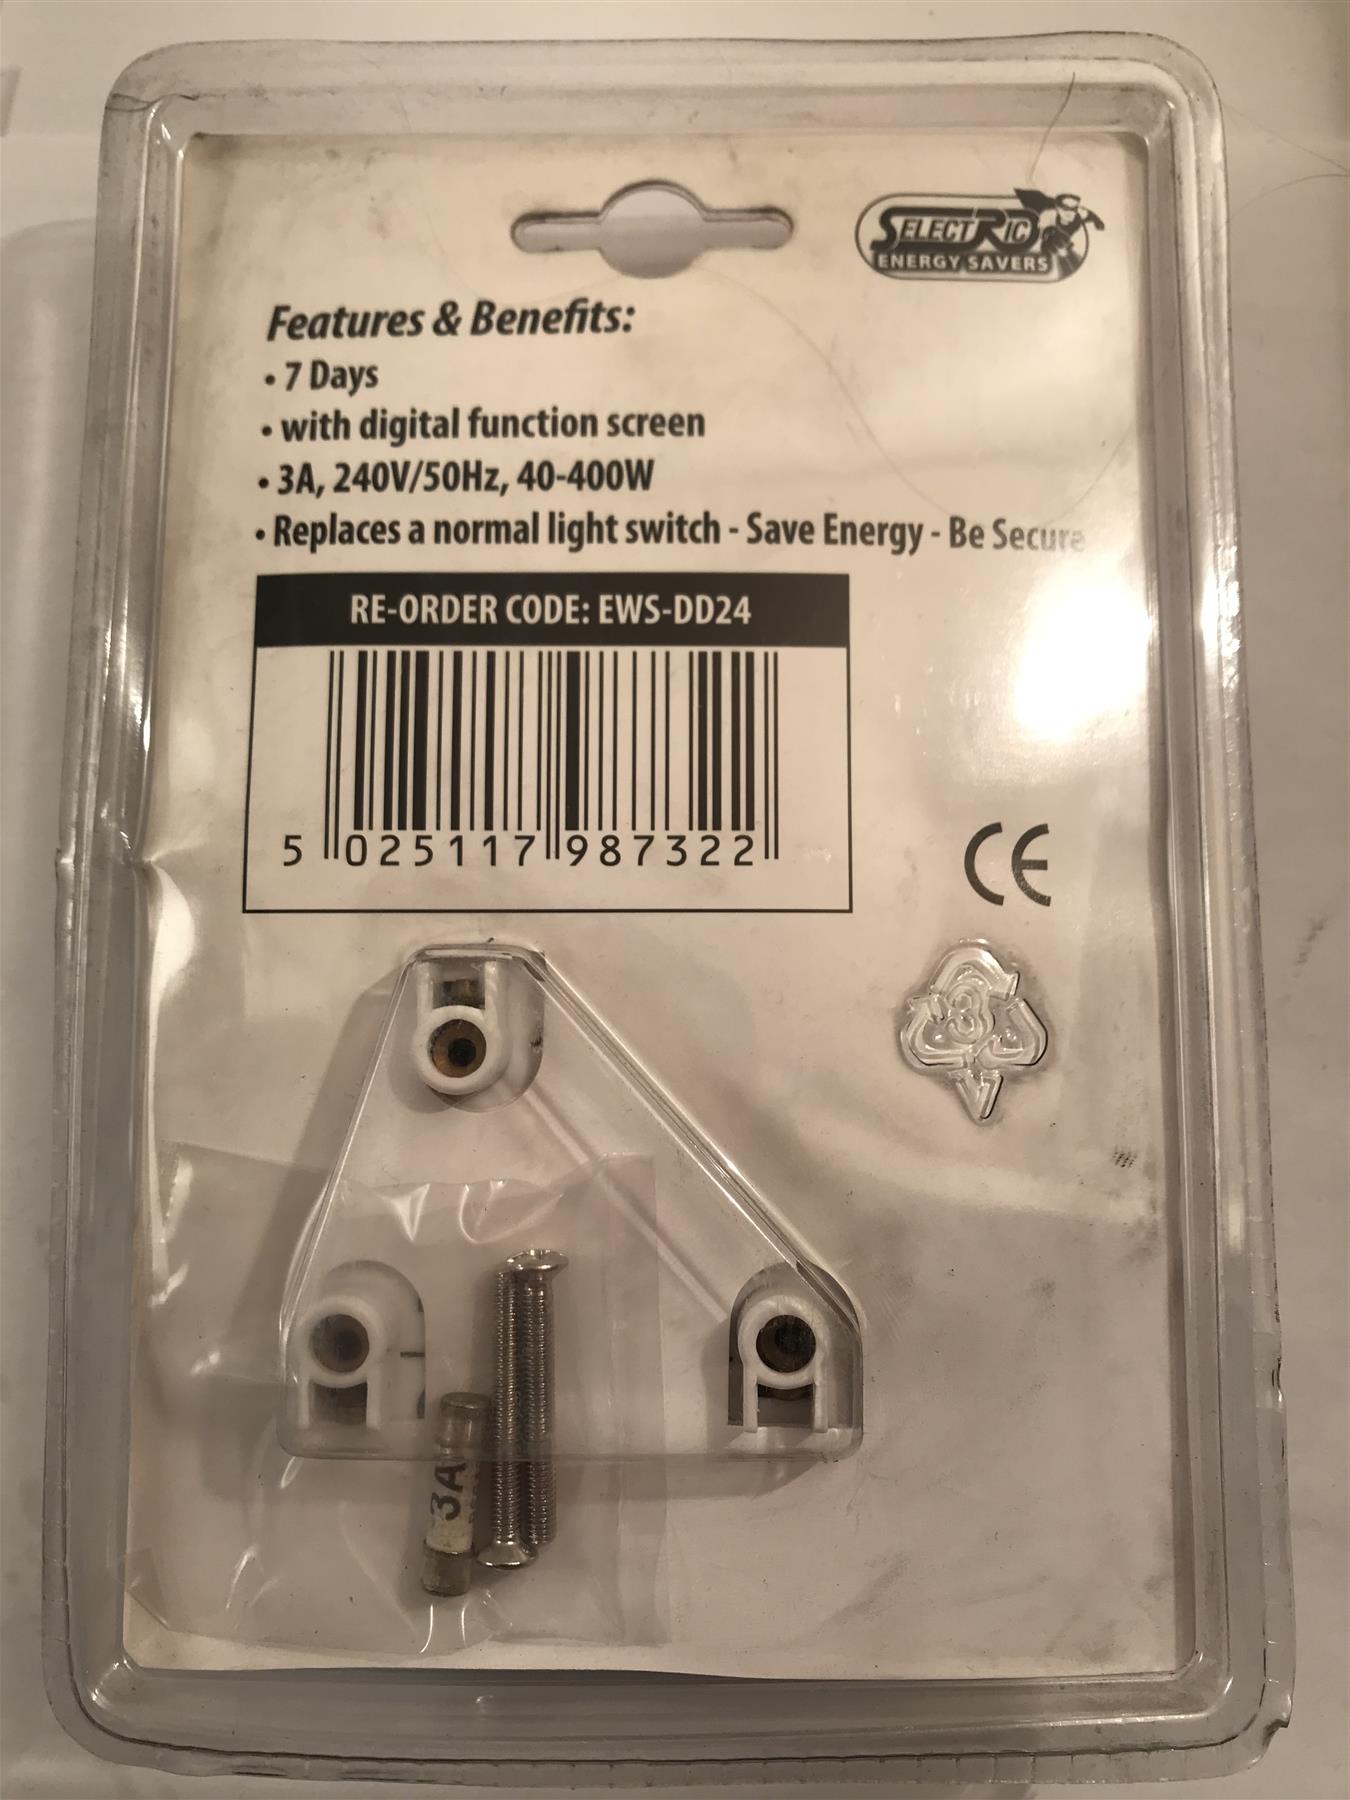 SELECTRIC
ENERGY SAVERS
Features & Benefits:
• 7 Days
• with digital function screen
• 3A, 240V/50Hz, 40-400W
• Replaces a normal light switch - Save Energy - Be Secure
RE-ORDER CODE: EWS-DD24
5 025117 987322
CE
3
V
3A